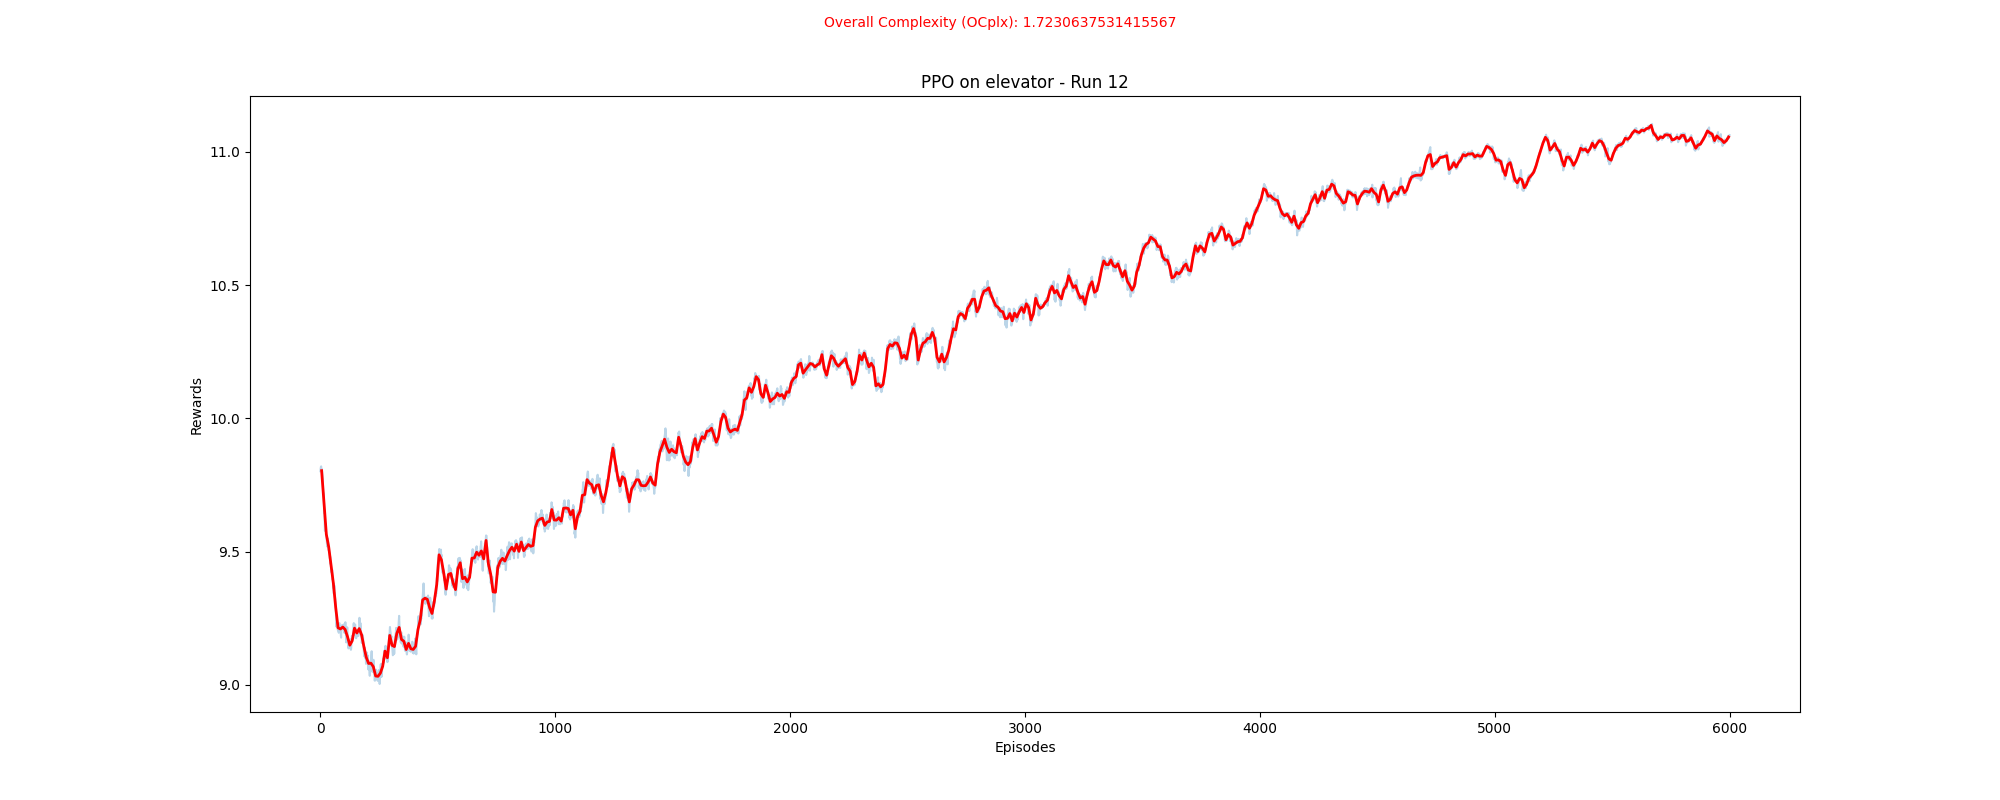 Overall Complexity (OCplx): 1.7230637531415567
PPO on elevator - Run 12
Rewards
11.0
10.5
10.0
9.5
9.0
0 1000 2000 3000 4000 5000 6000
Episodes